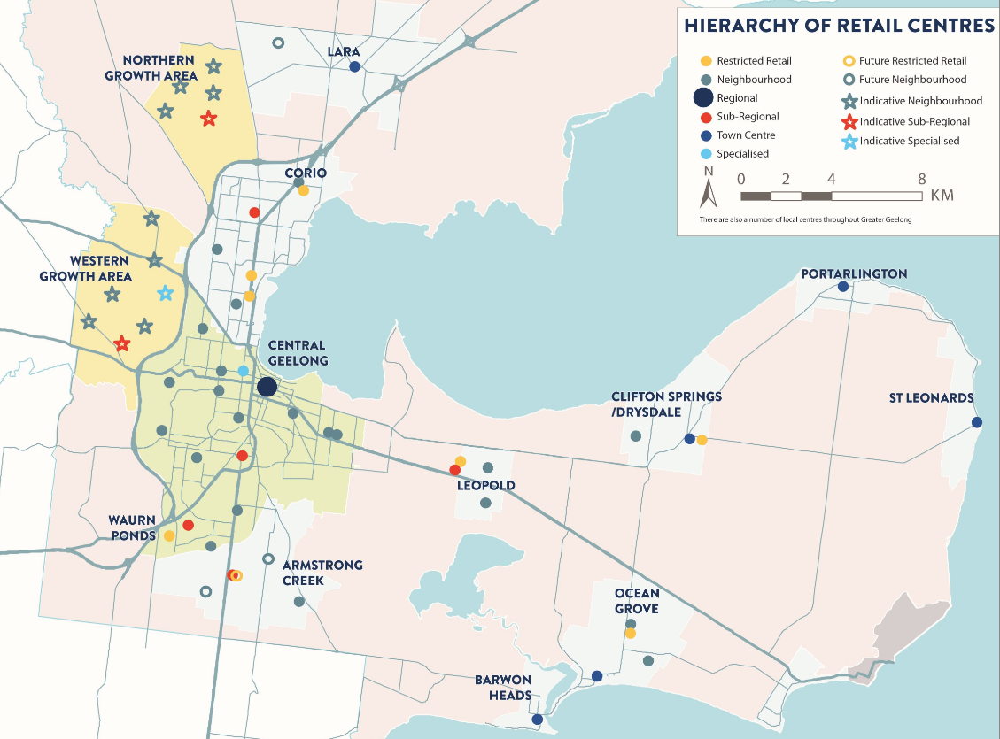 HIERARCHY OF RETAIL CENTRES
Restricted Retail
Neighbourhood
Regional
Sub-Regional
Town Centre
Specialised
Future Restricted Retail
Future Neighbourhood
Indicative Neighbourhood
Indicative Sub-Regional
Indicative Specialised
N
0 2 4 8 KM
There are also a number of local centres throughout Greater Geelong
LARA
NORTHERN
GROWTH AREA
CORIO
WESTERN
GROWTH AREA
PORTARLINGTON
CENTRAL
GEELONG
CLIFTON SPRINGS
/DRYSDALE
ST LEONARDS
LEOPOLD
WAURN
PONDS
ARMSTRONG
CREEK
OCEAN
GROVE
BARWON
HEADS